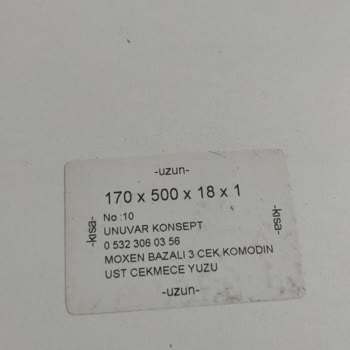 -uzun-
170 x 500 x 18 x 1
-kısa-
No :10
UNUVAR KONSEPT
0 532 306 03 56
MOXEN BAZALI 3 CEK KOMODIN
UST CEKMECE YUZU
-kısa-
-uzun-